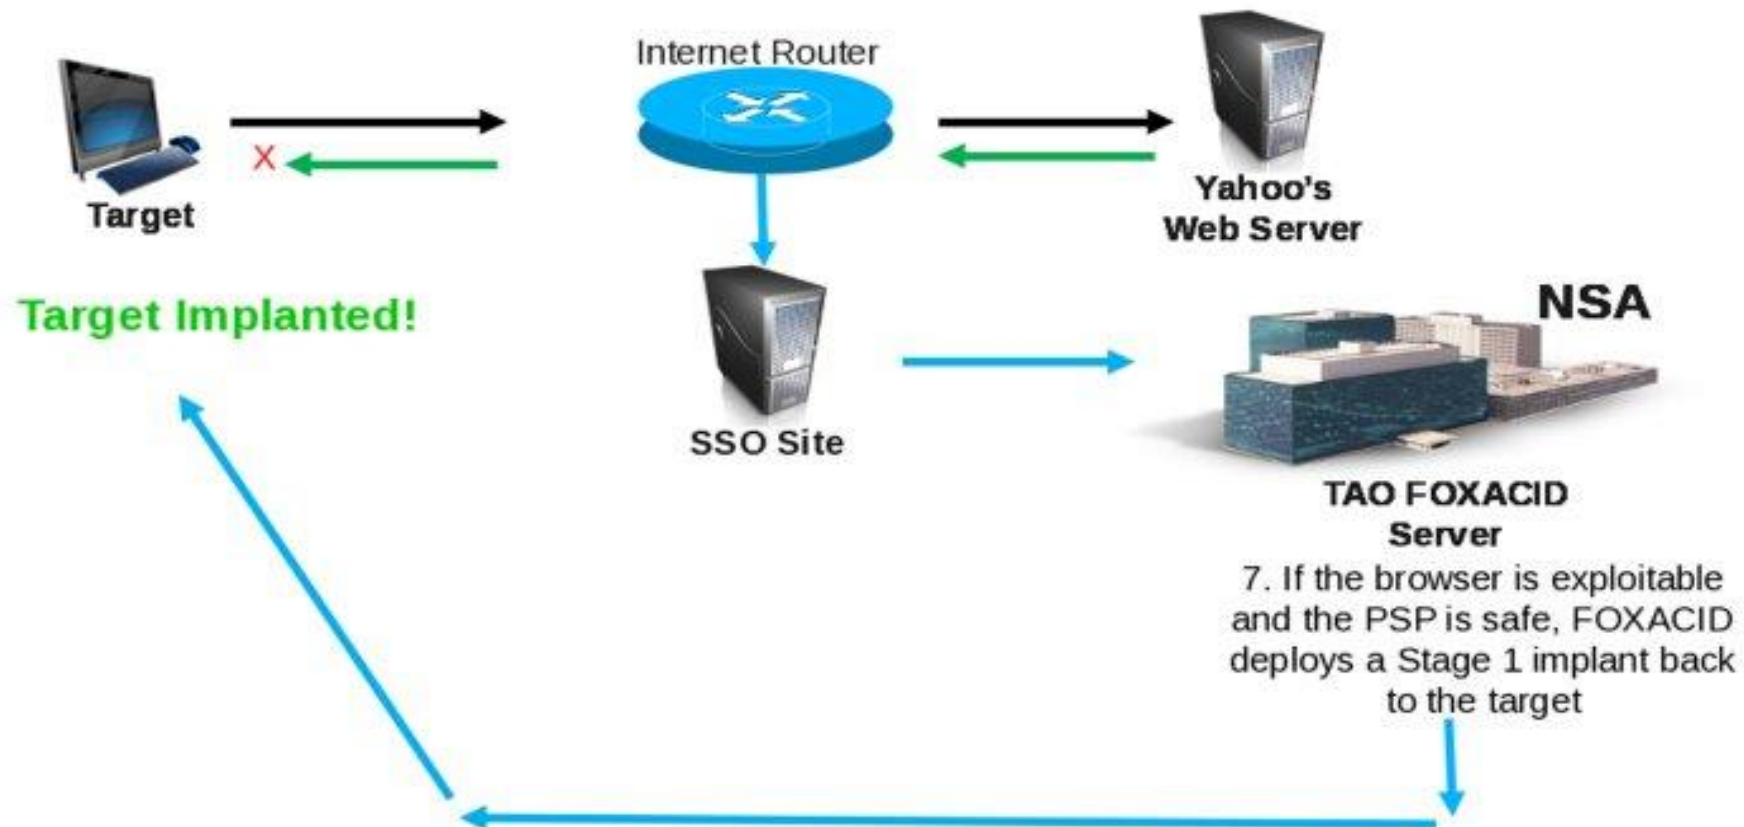 Internet Router
Target
X
Yahoo's
Web Server
Target Implanted!
SSO Site
NSA
TAO FOXACID
Server
7. If the browser is exploitable
and the PSP is safe, FOXACID
deploys a Stage 1 implant back
to the target